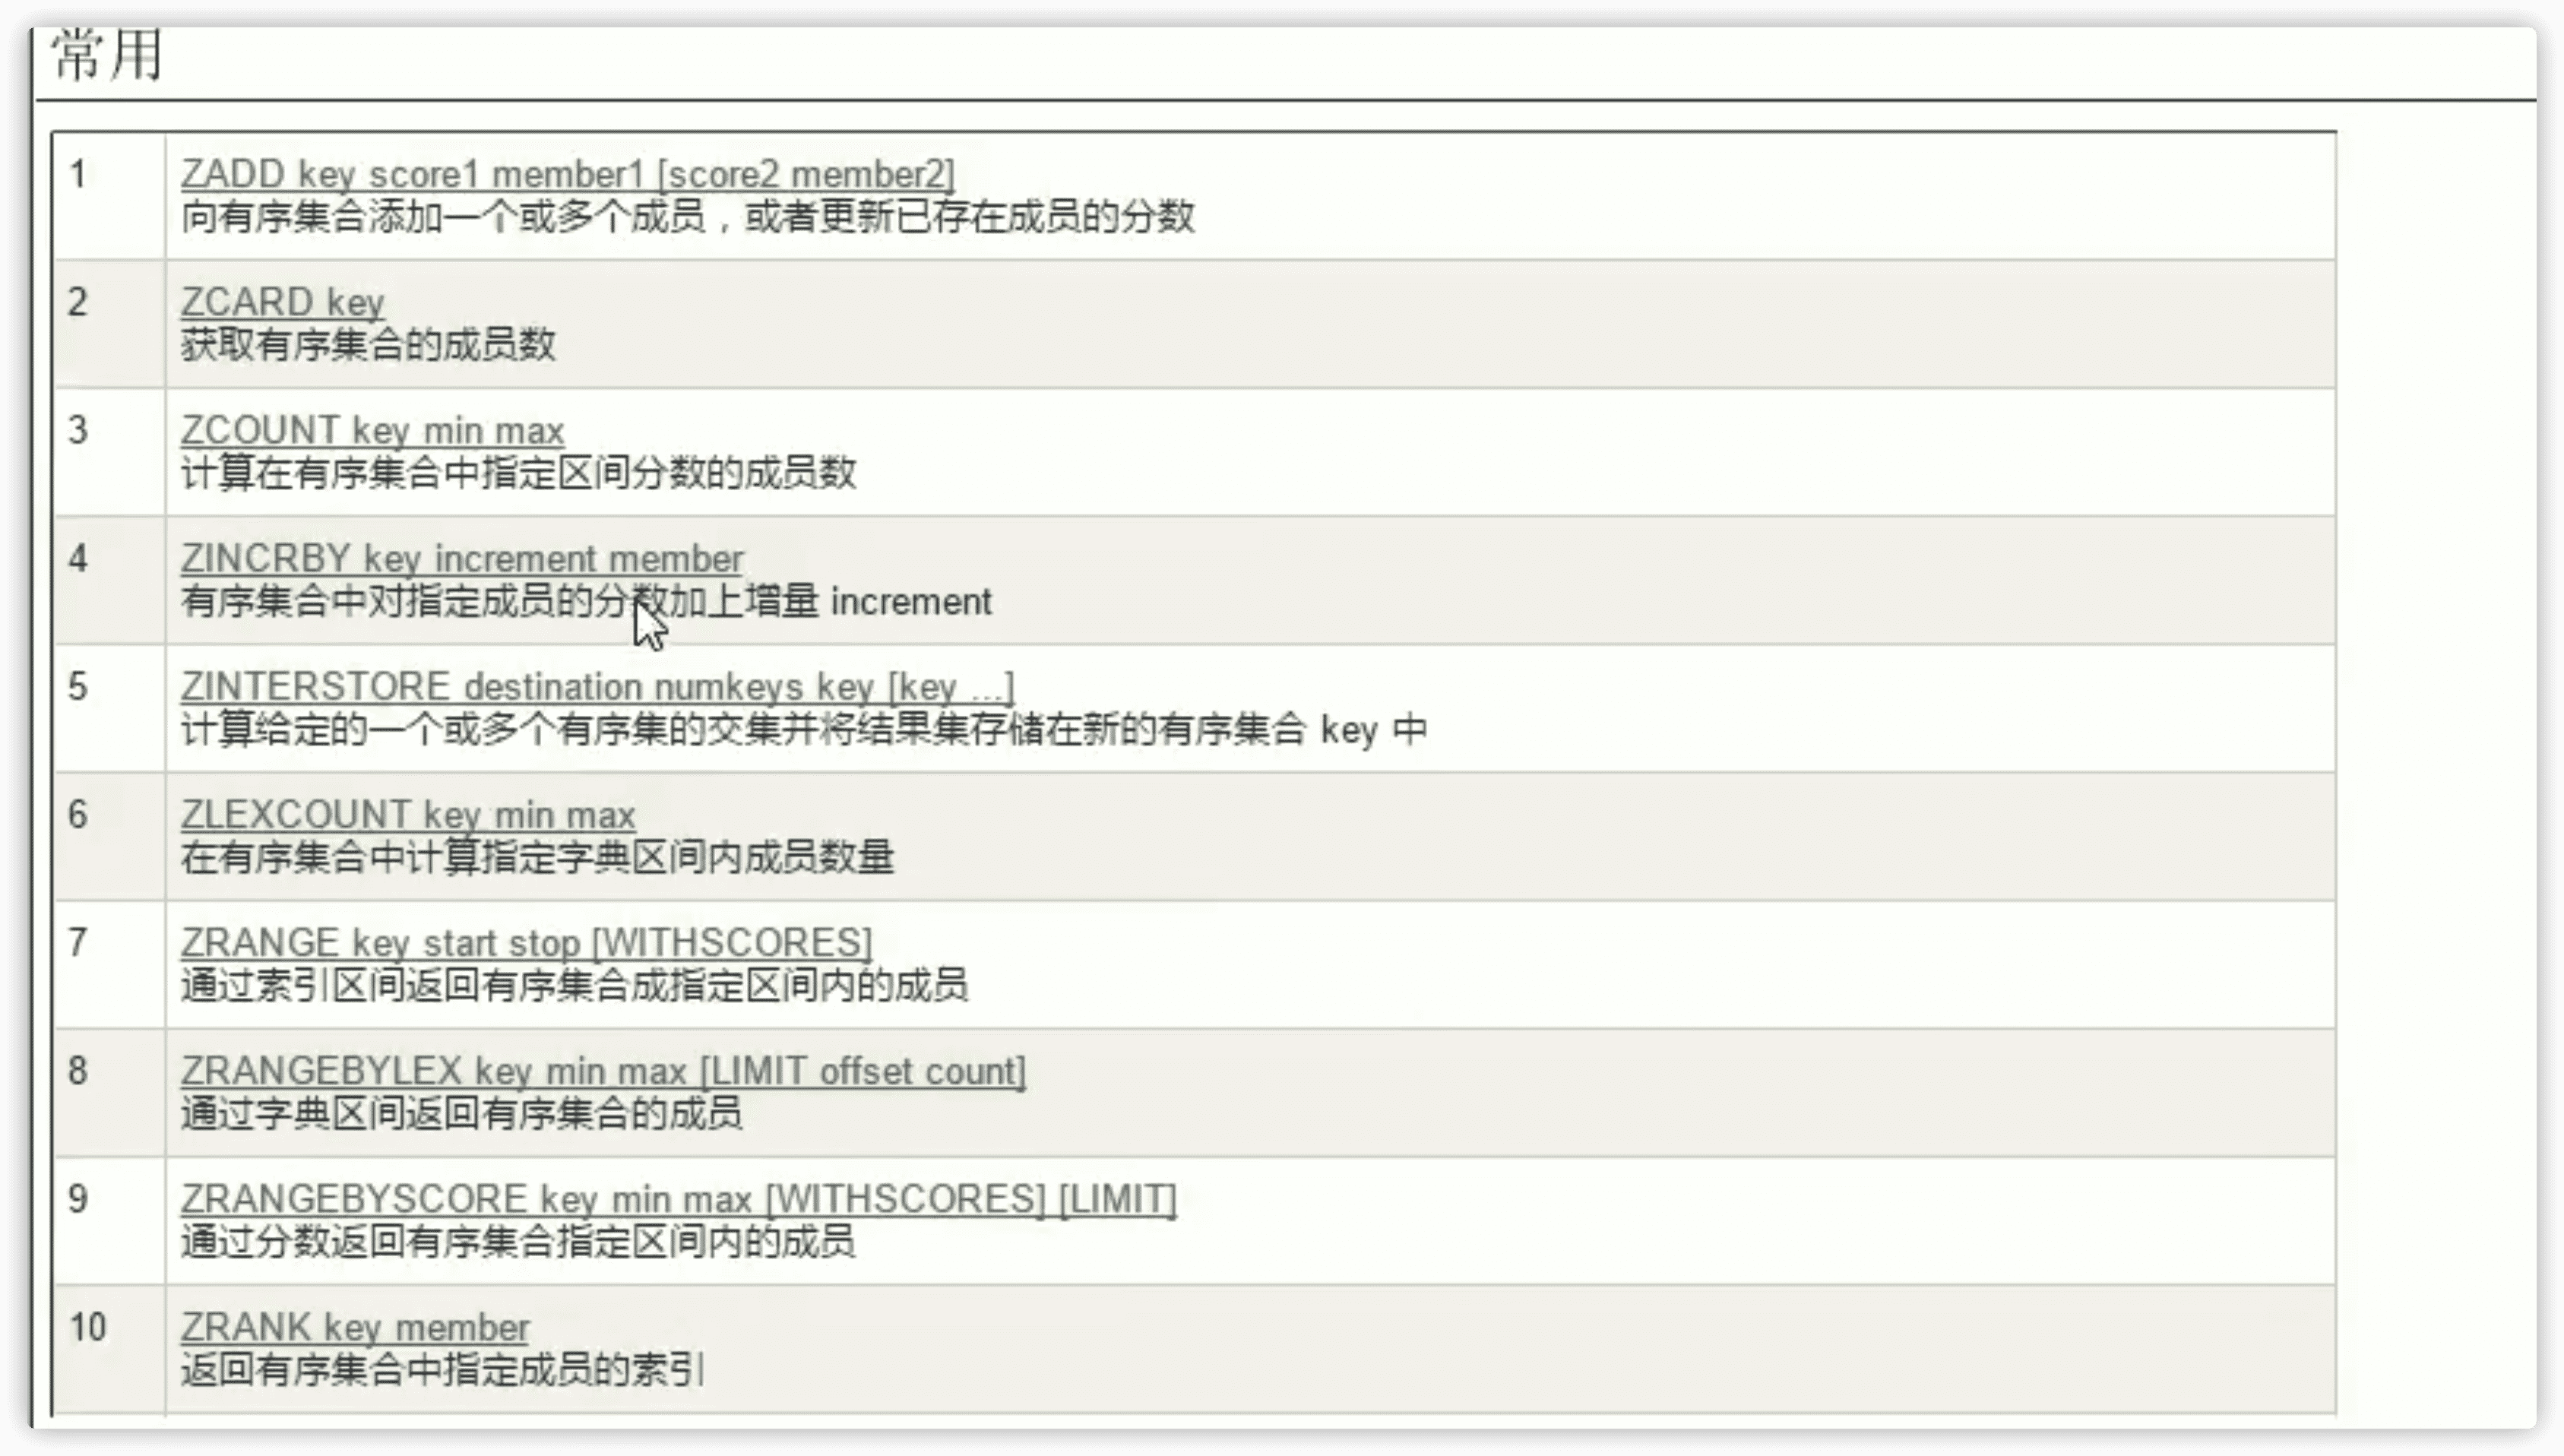 常用
1
ZADD key score1 member1 [score2 member2]
向有序集合添加一个或多个成员，或者更新已存在成员的分数
2
ZCARD key
获取有序集合的成员数
3
ZCOUNT key min max
计算在有序集合中指定区间分数的成员数
4
ZINCRBY key increment member
有序集合中对指定成员的分数加上增量 increment
5
ZINTERSTORE destination numkeys key [key ...]
计算给定的一个或多个有序集的交集并将结果集存储在新的有序集合 key 中
6
ZLEXCOUNT key min max
在有序集合中计算指定字典区间内成员数量
7
ZRANGE key start stop [WITHSCORES]
通过索引区间返回有序集合成指定区间内的成员
8
ZRANGEBYLEX key min max [LIMIT offset count]
通过字典区间返回有序集合的成员
9
ZRANGEBYSCORE key min max [WITHSCORES] [LIMIT]
通过分数返回有序集合指定区间内的成员
10
ZRANK key member
返回有序集合中指定成员的索引